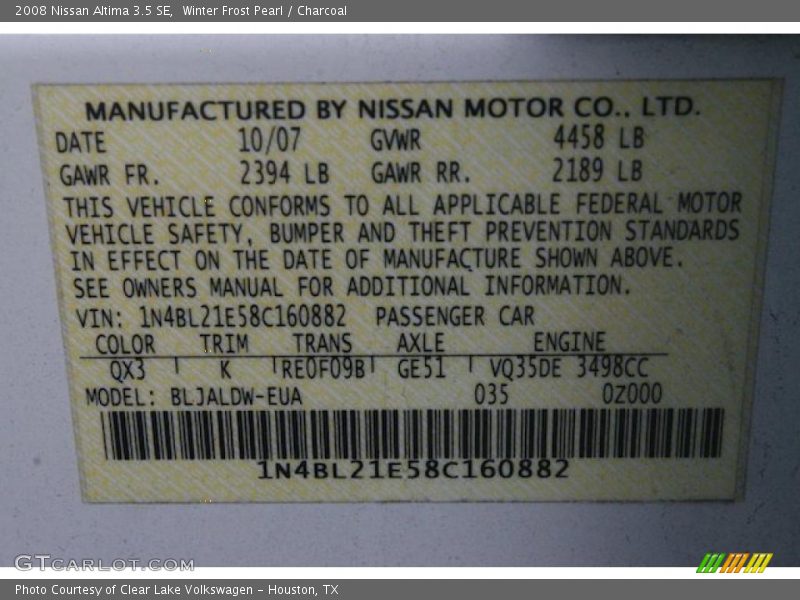 2008 Nissan Altima 3.5 SE,  Winter Frost Pearl / Charcoal
MANUFACTURED BY NISSAN MOTOR CO., LTD.
DATE 10/07 GVWR 4458 LB
GAWR FR. 2394 LB GAWR RR. 2189 LB
THIS VEHICLE CONFORMS TO ALL APPLICABLE FEDERAL MOTOR
VEHICLE SAFETY, BUMPER AND THEFT PREVENTION STANDARDS
IN EFFECT ON THE DATE OF MANUFACTURE SHOWN ABOVE.
SEE OWNERS MANUAL FOR ADDITIONAL INFORMATION.
VIN: 1N4BL21E58C160882 PASSENGER CAR
COLOR TRIM TRANS AXLE ENGINE
QX3 K RE0F09B GE51 VQ35DE 3498CC
MODEL: BLJALDW-EUA 035 0Z000
1N4BL21E58C160882
GTCARLOT.COM
Photo Courtesy of Clear Lake Volkswagen - Houston, TX